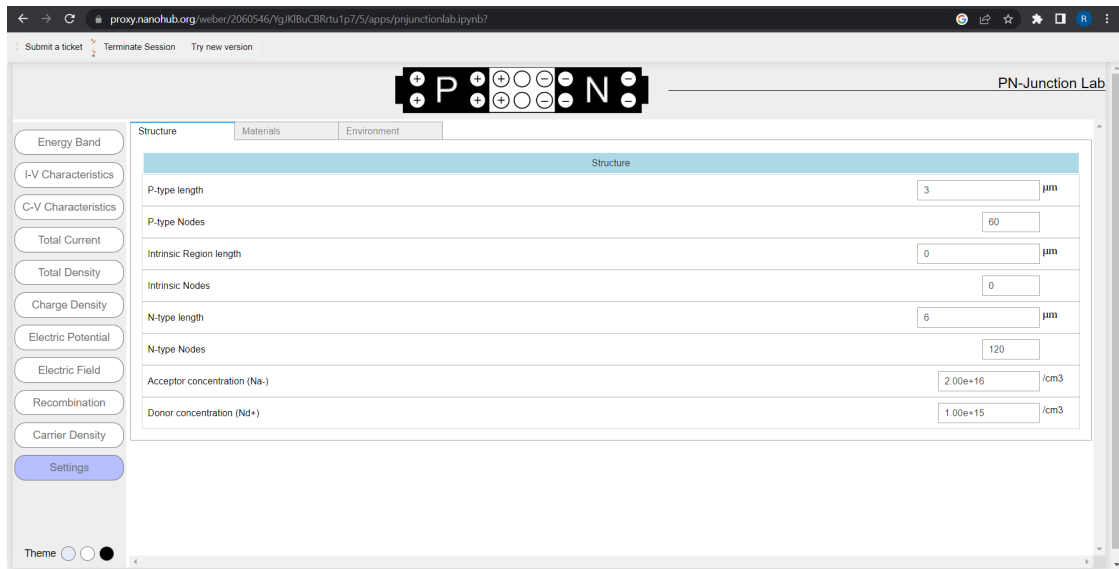 proxy.nanohub.org/weber/2060546/YgJKlBuCBRrtu1p7/5/apps/pnjunctionlab.ipynb?
R
Submit a ticket Terminate Session Try new version
P N
PN-Junction Lab
Structure Materials Environment
Energy Band
I-V Characteristics
C-V Characteristics
Total Current
Total Density
Charge Density
Electric Potential
Electric Field
Recombination
Carrier Density
Settings
Theme
Structure
P-type length 3 µm
P-type Nodes 60
Intrinsic Region length 0 µm
Intrinsic Nodes 0
N-type length 6 µm
N-type Nodes 120
Acceptor concentration (Na-) 2.00e+16 /cm3
Donor concentration (Nd+) 1.00e+15 /cm3